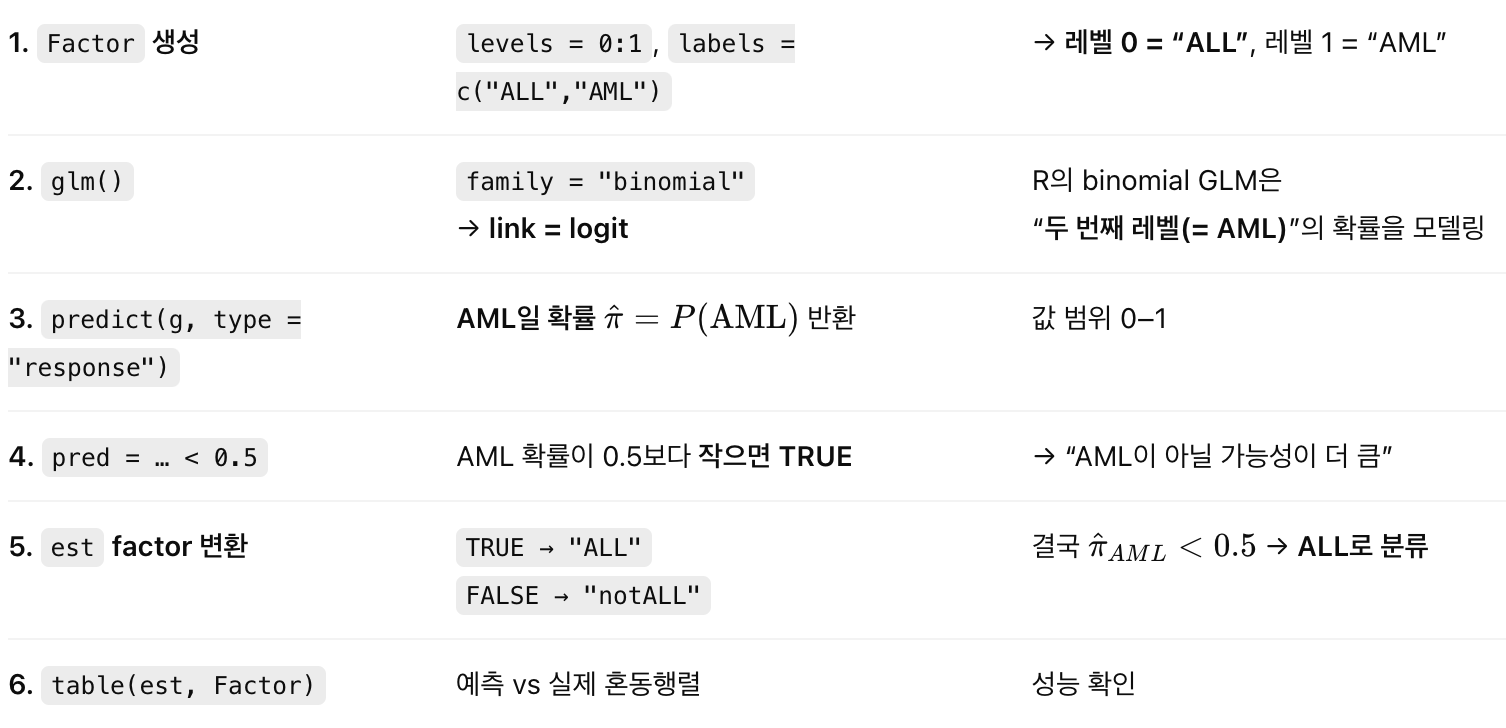 1. Factor 생성
levels = 0:1, labels =
c("ALL","AML")
→ 레벨 0 = “ALL”, 레벨 1 = “AML”
2. glm()
family = "binomial"
→ link = logit
R의 binomial GLM은
“두 번째 레벨(= AML)”의 확률을 모델링
3. predict(g, type =
"response")
AML일 확률 π̂ = P(AML) 반환
값 범위 0–1
4. pred = … < 0.5
AML 확률이 0.5보다 작으면 TRUE
→ “AML이 아닐 가능성이 더 큼”
5. est factor 변환
TRUE → "ALL"
FALSE → "notALL"
결국 π̂_AML < 0.5 → ALL로 분류
6. table(est, Factor)
예측 vs 실제 혼동행렬
성능 확인